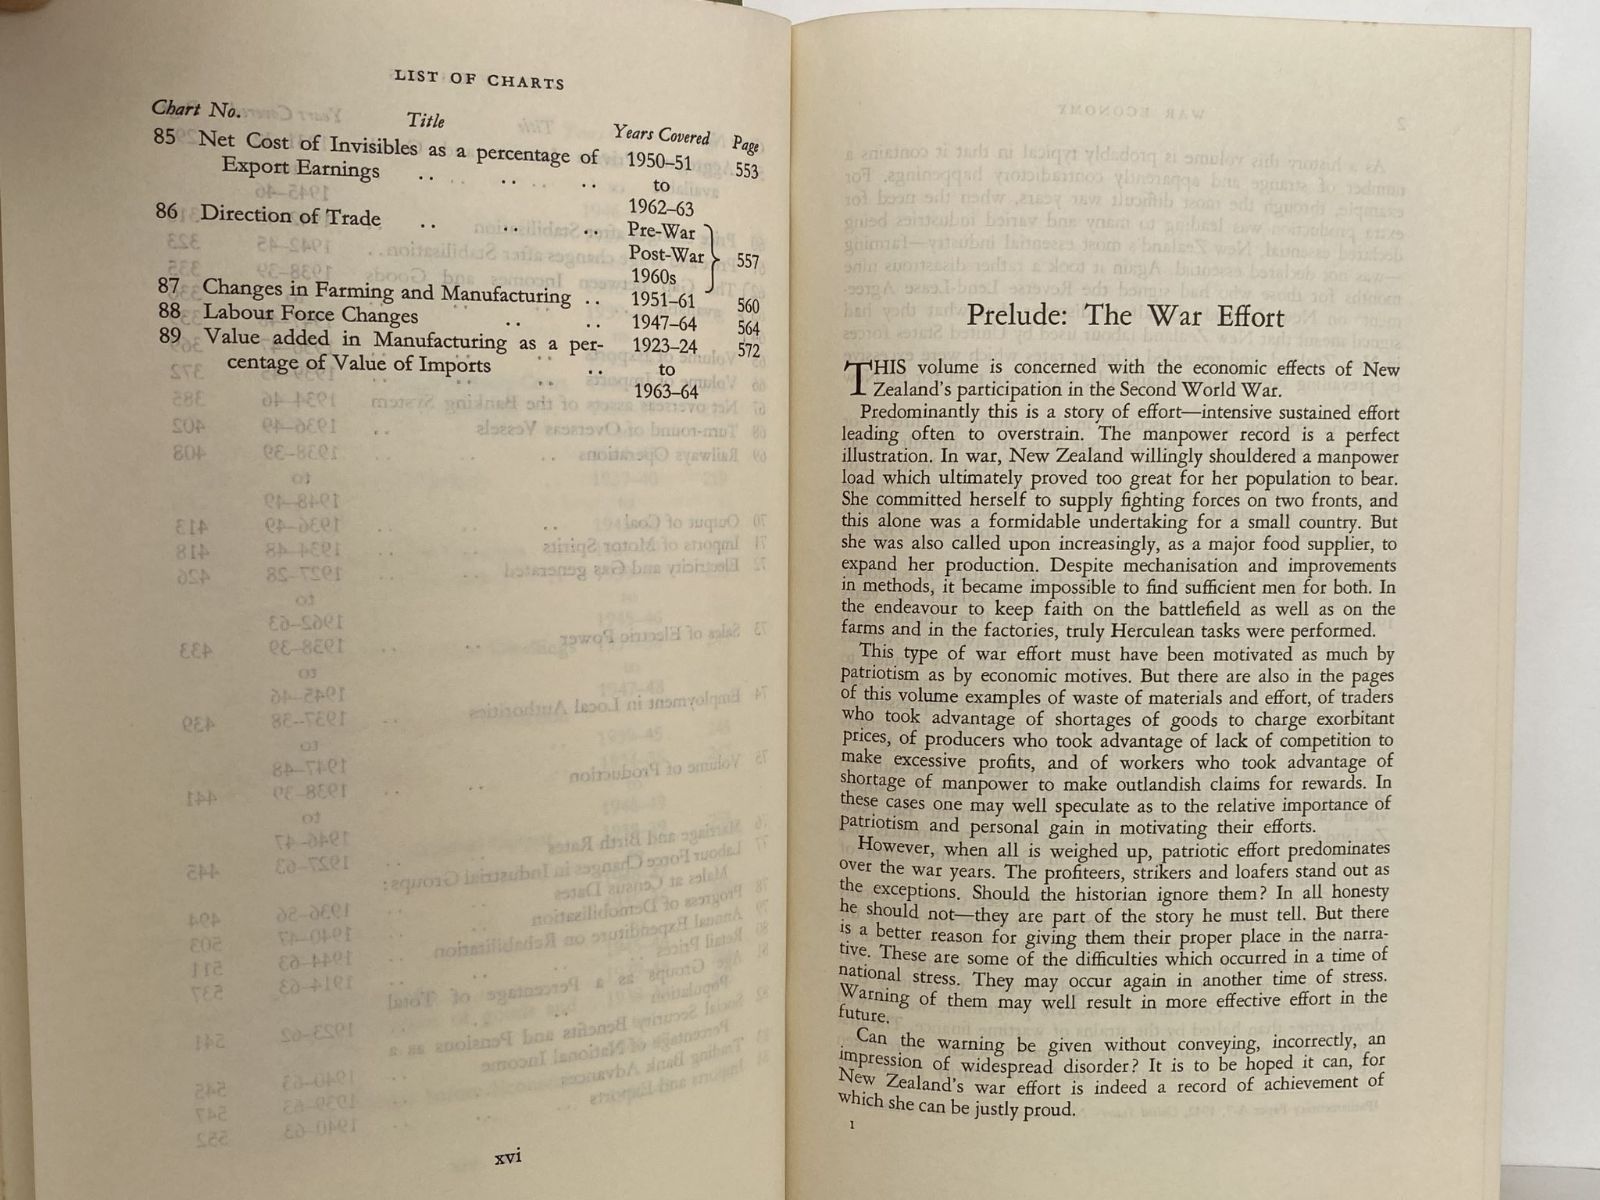 LIST OF CHARTS
Chart No. Title Years Covered Page
85 Net Cost of Invisibles as a percentage of 1950–51 553
Export Earnings .. .. .. to
1962–63
86 Direction of Trade .. .. .. Pre-War
Post-War 557
1960s
87 Changes in Farming and Manufacturing .. 1951–61 560
88 Labour Force Changes .. .. 1947–64 564
89 Value added in Manufacturing as a per- 1923–24 572
centage of Value of Imports .. to
1963–64
xvi
Prelude: The War Effort
THIS volume is concerned with the economic effects of New
Zealand's participation in the Second World War.
Predominantly this is a story of effort—intensive sustained effort
leading often to overstrain. The manpower record is a perfect
illustration. In war, New Zealand willingly shouldered a manpower
load which ultimately proved too great for her population to bear.
She committed herself to supply fighting forces on two fronts, and
this alone was a formidable undertaking for a small country. But
she was also called upon increasingly, as a major food supplier, to
expand her production. Despite mechanisation and improvements
in methods, it became impossible to find sufficient men for both. In
the endeavour to keep faith on the battlefield as well as on the
farms and in the factories, truly Herculean tasks were performed.
This type of war effort must have been motivated as much by
patriotism as by economic motives. But there are also in the pages
of this volume examples of waste of materials and effort, of traders
who took advantage of shortages of goods to charge exorbitant
prices, of producers who took advantage of lack of competition to
make excessive profits, and of workers who took advantage of
shortage of manpower to make outlandish claims for rewards. In
these cases one may well speculate as to the relative importance of
patriotism and personal gain in motivating their efforts.
However, when all is weighed up, patriotic effort predominates
over the war years. The profiteers, strikers and loafers stand out as
the exceptions. Should the historian ignore them? In all honesty
he should not—they are part of the story he must tell. But there
is a better reason for giving them their proper place in the narra-
tive. These are some of the difficulties which occurred in a time of
national stress. They may occur again in another time of stress.
Warning of them may well result in more effective effort in the
future.
Can the warning be given without conveying, incorrectly, an
impression of widespread disorder? It is to be hoped it can, for
New Zealand's war effort is indeed a record of achievement of
which she can be justly proud.
1